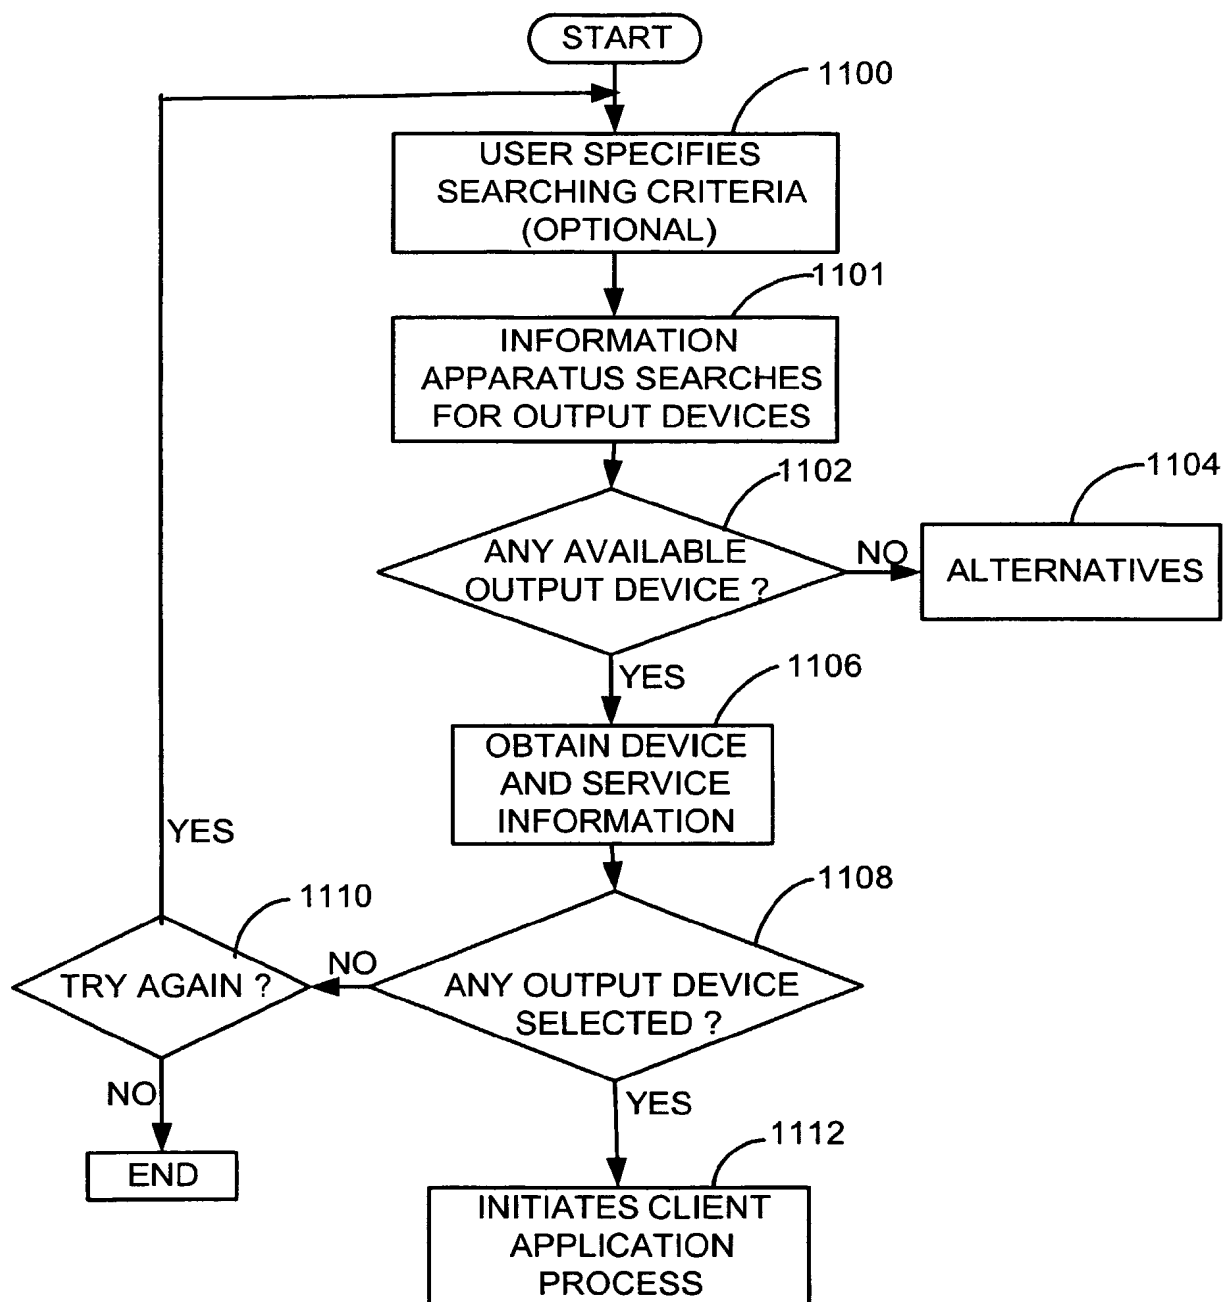 START
1100
USER SPECIFIES
SEARCHING CRITERIA
(OPTIONAL)
1101
INFORMATION
APPARATUS SEARCHES
FOR OUTPUT DEVICES
1102
1104
ANY AVAILABLE
OUTPUT DEVICE ?
NO
ALTERNATIVES
YES
1106
OBTAIN DEVICE
AND SERVICE
INFORMATION
YES
1108
1110
TRY AGAIN ?
NO
ANY OUTPUT DEVICE
SELECTED ?
NO
YES
END
1112
INITIATES CLIENT
APPLICATION
PROCESS